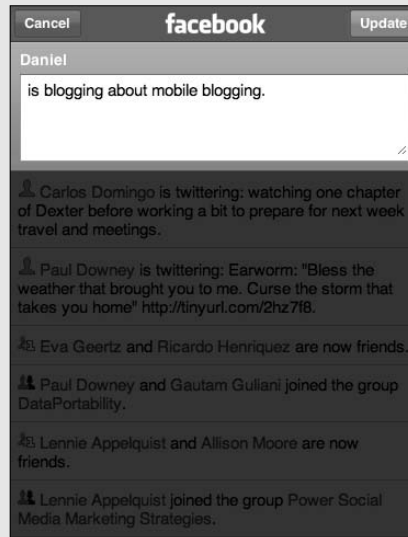 Cancel facebook Update
Daniel
is blogging about mobile blogging.
Carlos Domingo is twittering: watching one chapter
of Dexter before working a bit to prepare for next week
travel and meetings.
Paul Downey is twittering: Earworm: "Bless the
weather that brought you to me. Curse the storm that
takes you home" http://tinyurl.com/2hz7f8.
Eva Geertz and Ricardo Henriquez are now friends.
Paul Downey and Gautam Guliani joined the group
DataPortability.
Lennie Appelquist and Allison Moore are now
friends.
Lennie Appelquist joined the group Power Social
Media Marketing Strategies.